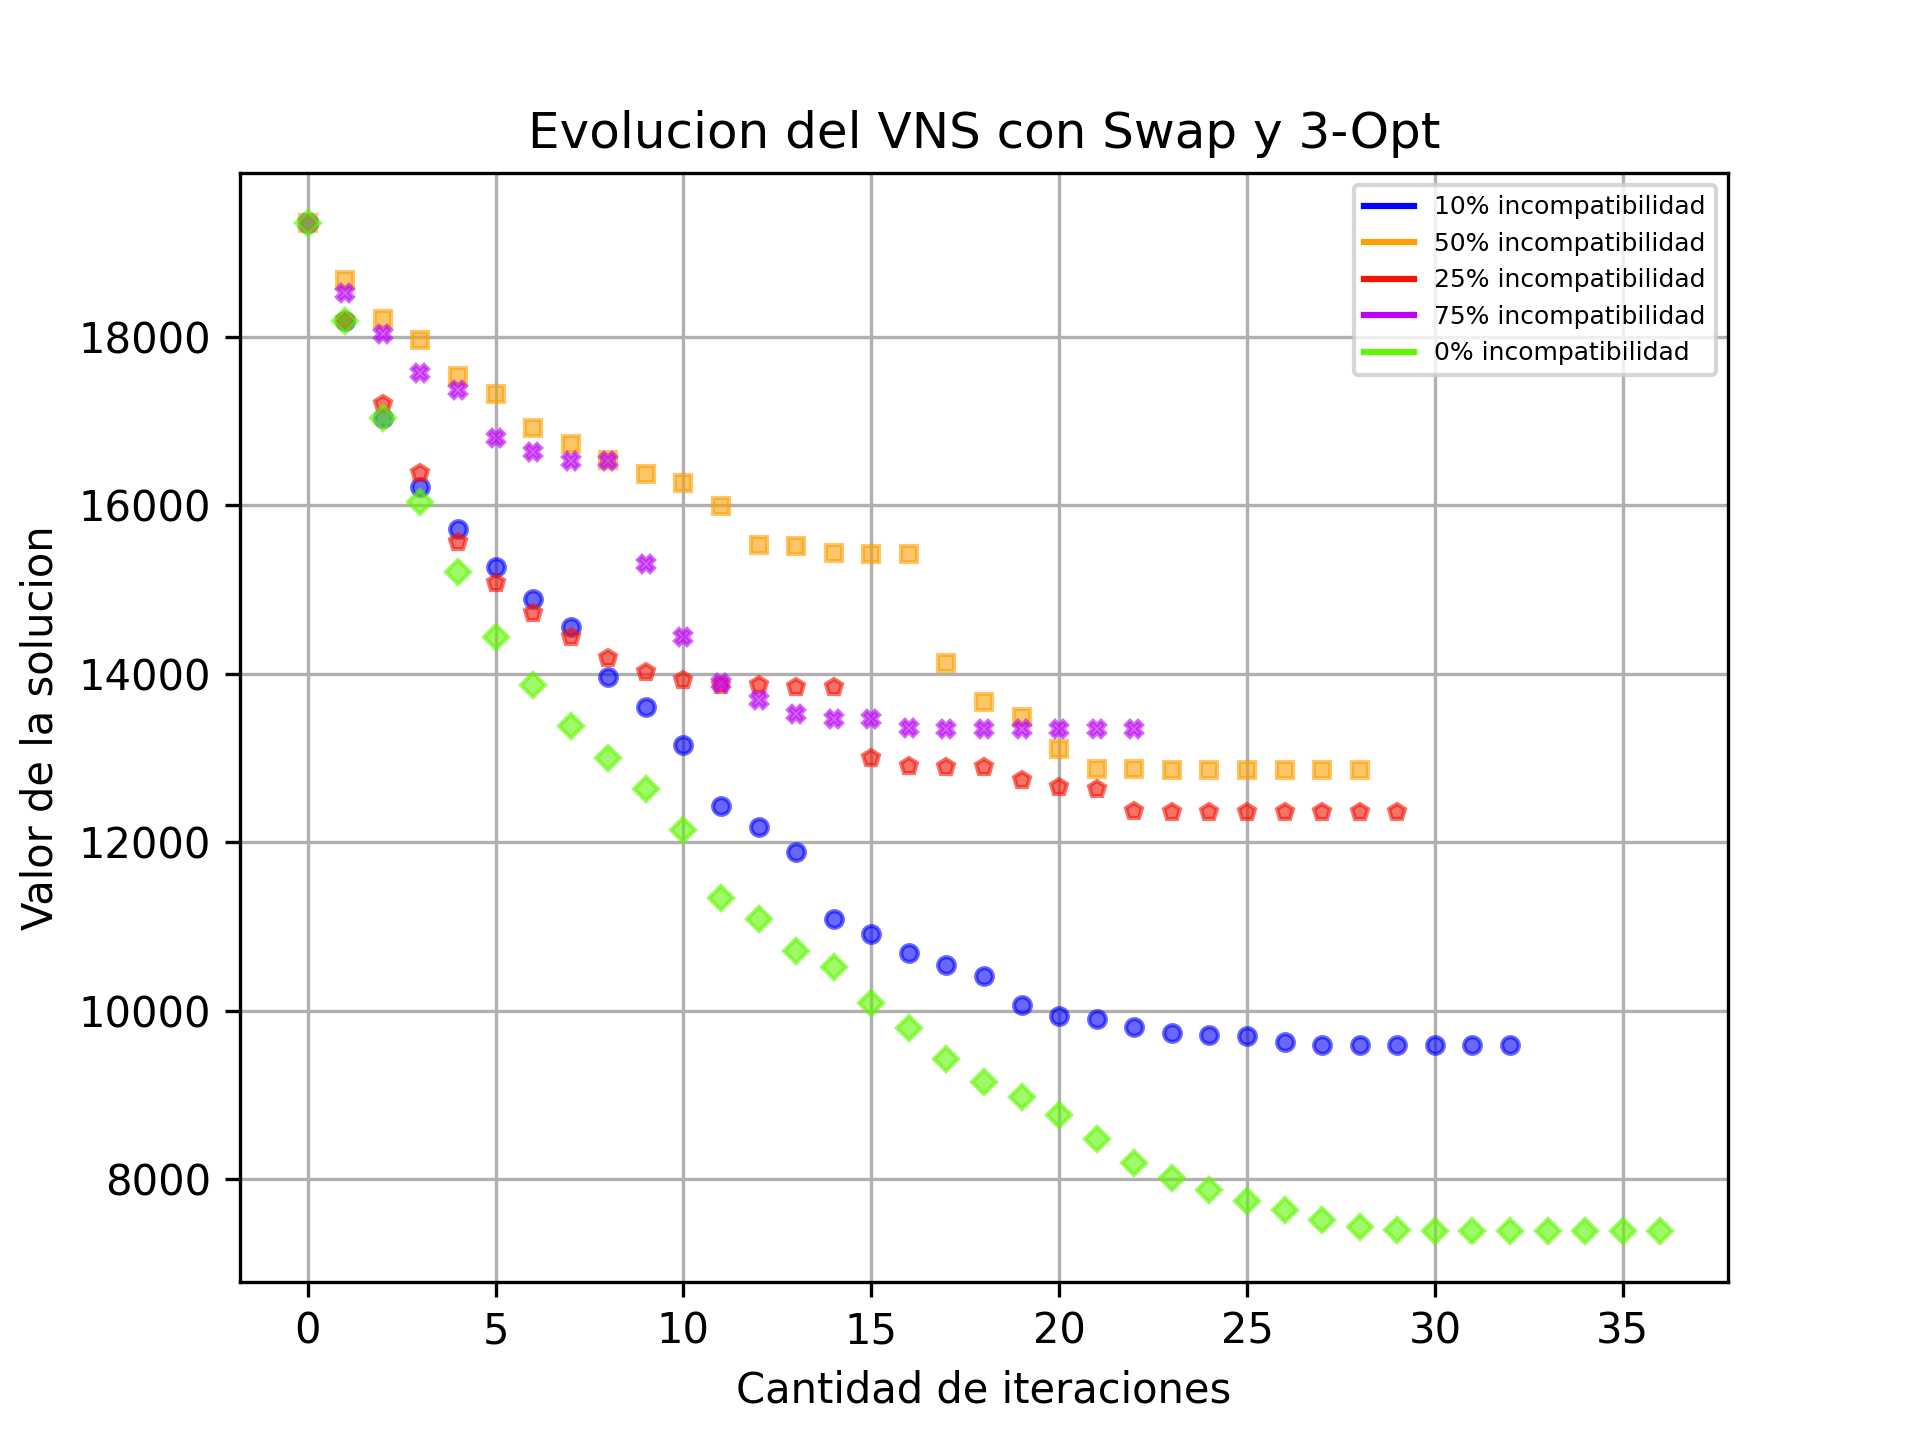 Evolucion del VNS con Swap y 3-Opt
10% incompatibilidad
50% incompatibilidad
25% incompatibilidad
75% incompatibilidad
0% incompatibilidad
Valor de la solucion
18000
16000
14000
12000
10000
8000
0 5 10 15 20 25 30 35
Cantidad de iteraciones